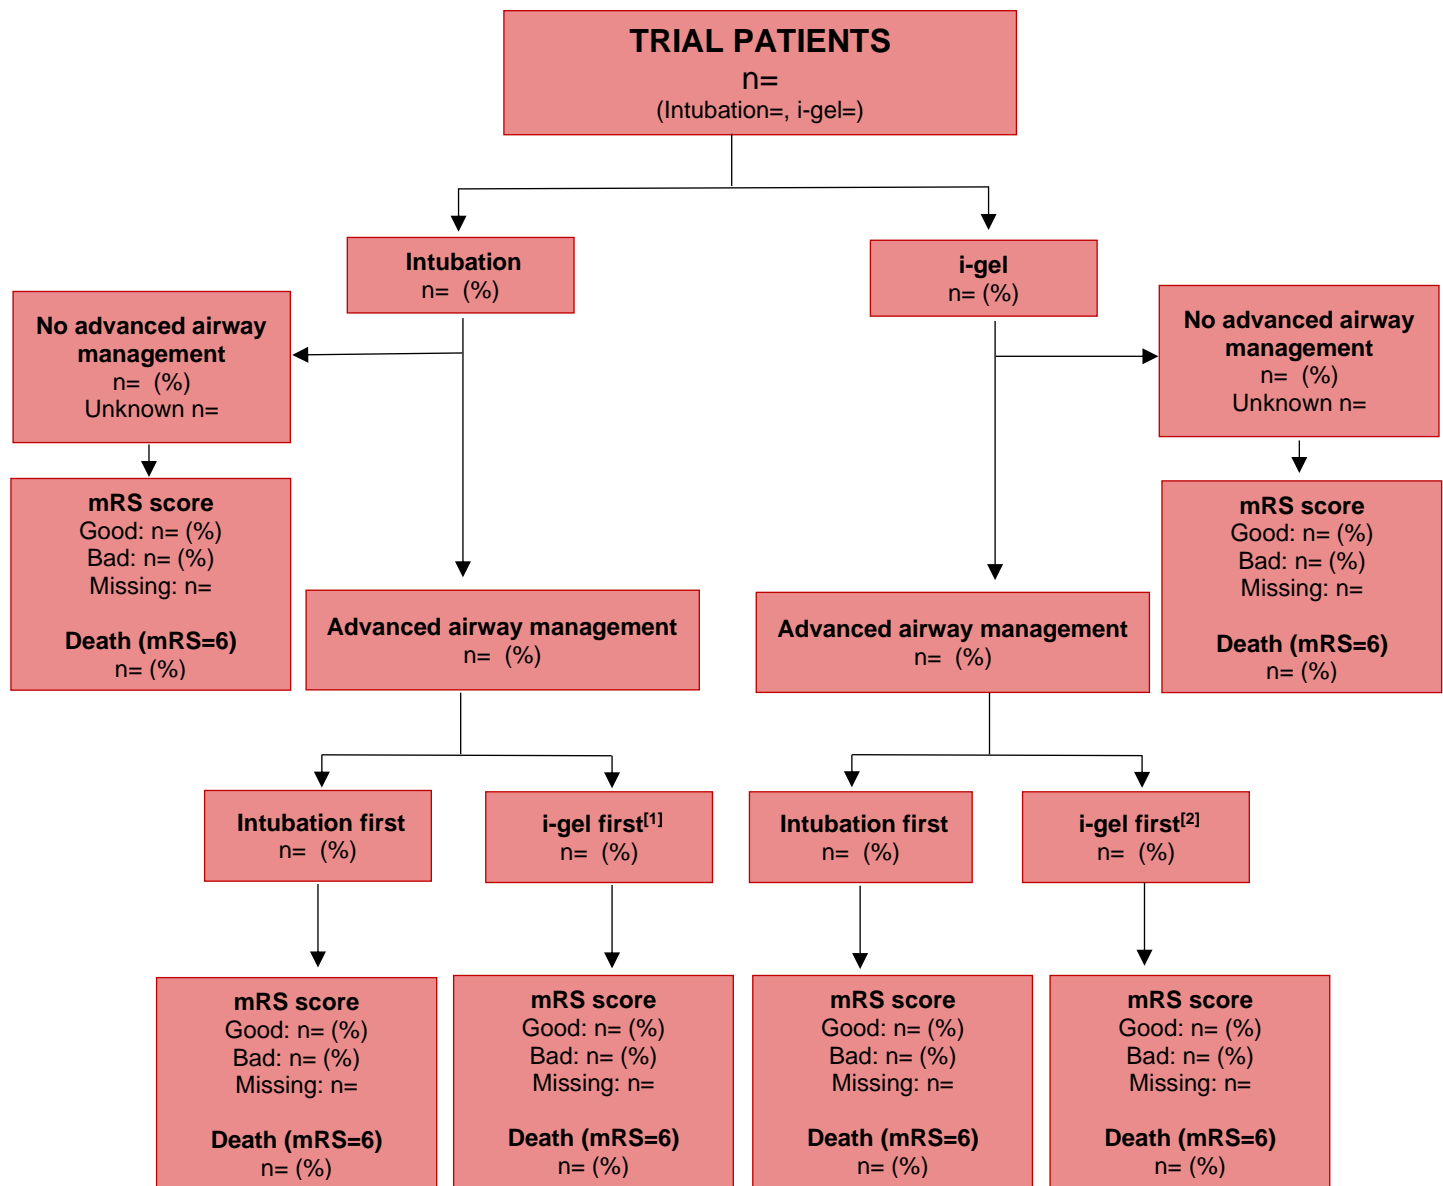 TRIAL PATIENTS
n=
(Intubation=, i-gel=)
Intubation
n=  (%)
i-gel
n= (%)
No advanced airway
management
n=  (%)
Unknown n=
No advanced airway
management
n=  (%)
Unknown n=
mRS score
Good: n= (%)
Bad: n= (%)
Missing: n=
Death (mRS=6)
n= (%)
mRS score
Good: n= (%)
Bad: n= (%)
Missing: n=
Death (mRS=6)
n= (%)
Advanced airway management
n=  (%)
Advanced airway management
n=  (%)
Intubation first
n=  (%)
i-gel first[1]
n=  (%)
Intubation first
n=  (%)
i-gel first[2]
n=  (%)
mRS score
Good: n= (%)
Bad: n= (%)
Missing: n=
Death (mRS=6)
n= (%)
mRS score
Good: n= (%)
Bad: n= (%)
Missing: n=
Death (mRS=6)
n= (%)
mRS score
Good: n= (%)
Bad: n= (%)
Missing: n=
Death (mRS=6)
n= (%)
mRS score
Good: n= (%)
Bad: n= (%)
Missing: n=
Death (mRS=6)
n= (%)